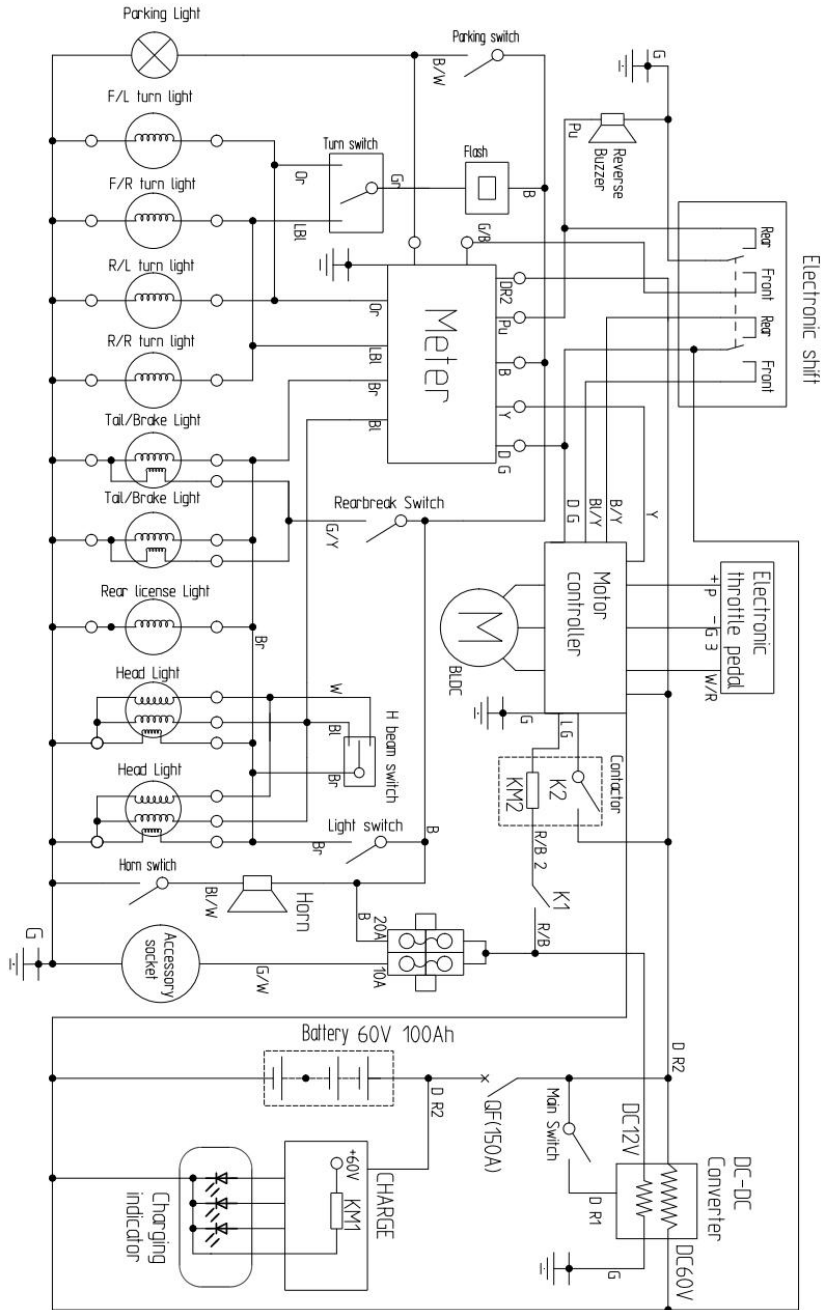 Parking Light
Parking switch
B/W
G
F/L turn light
Turn switch
Flash
Or
Gr
B
Pu
Reverse
Buzzer
F/R turn light
LBl
G/B
Rear
Front
Rear
Front
Electronic shift
R/L turn light
Or
DR2
Pu
Meter
R/R turn light
LBl
B
Br
Y
Tail/Brake Light
Bl
D G
Rearbreak Switch
D G
Bl/Y
B/Y
Y
Tail/Brake Light
G/Y
Motor
controller
Electronic
throttle pedal
+P
-G 3
W/R
M
BLDC
Rear license Light
Br
Head Light
W
Bl
Br
H beam switch
G
L G
Contactor
K2
KM2
Head Light
Light switch
Br
B
R/B 2
K1
R/B
Horn swtich
Bl/W
Horn
B
20A
10A
G
Accessory
socket
G/W
Battery 60V 100Ah
D R2
D R2
QF(150A)
Main Switch
DC12V
DC-DC
Converter
D R1
DC60V
G
CHARGE
+60V
KM1
Charging
indicator